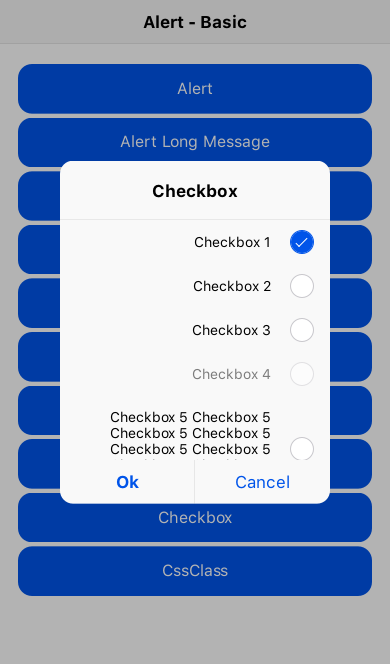 Alert - Basic
Alert
Alert Long Message
Checkbox
Checkbox 1
Checkbox 2
Checkbox 3
Checkbox 4
Checkbox 5 Checkbox 5
Checkbox 5 Checkbox 5
Checkbox 5 Checkbox 5
Ok
Cancel
Checkbox
CssClass